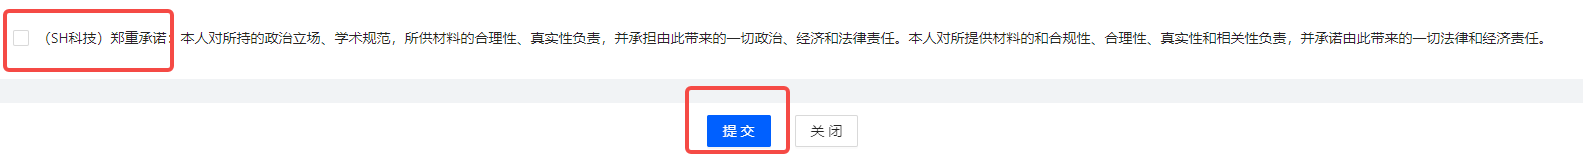 （SH科技）郑重承诺：本人对所持的政治立场、学术规范，所供材料的合理性、真实性负责，并承担由此带来的一切政治、经济和法律责任。本人对所提供材料的和合规性、合理性、真实性和相关性负责，并承诺由此带来的一切法律和经济责任。
提交 关闭